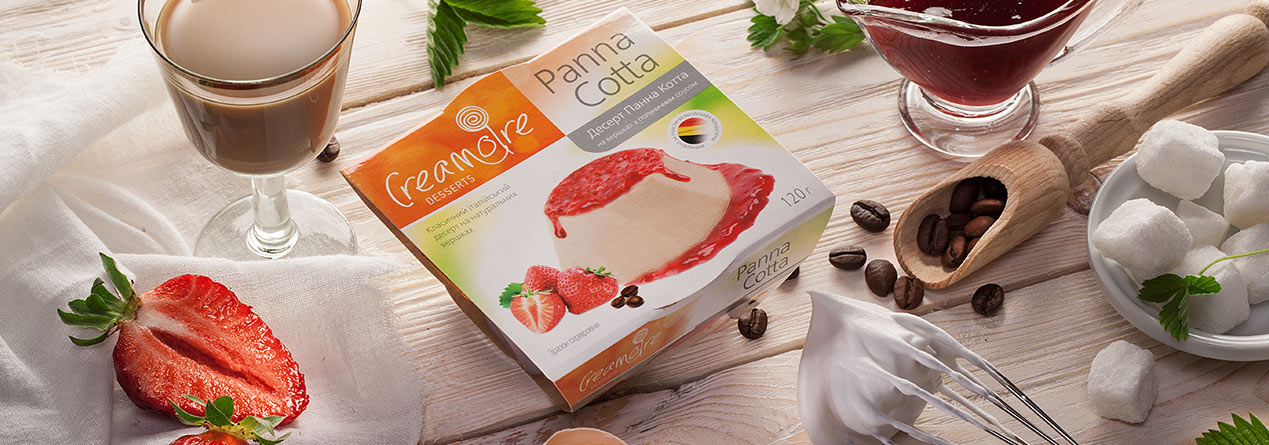 Creamoire
DESSERTS
Panna
Cotta
Десерт Панна Котта
на вершках з полуничним соусом
Класичний італійський
десерт на натуральних
вершках
120 г
Зразок сервіровки
Panna
Cotta
Creamoire